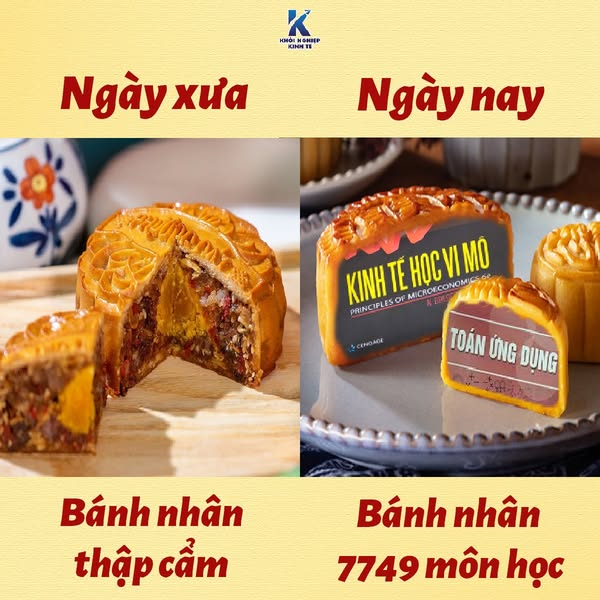 K
KHỞI NGHIỆP
KINH TẾ
Ngày xưa
Ngày nay
KINH TẾ HỌC VI MÔ
PRINCIPLES OF MICROECONOMICS
CENGAGE
TOÁN ỨNG DỤNG
Bánh nhân
thập cẩm
Bánh nhân
7749 môn học